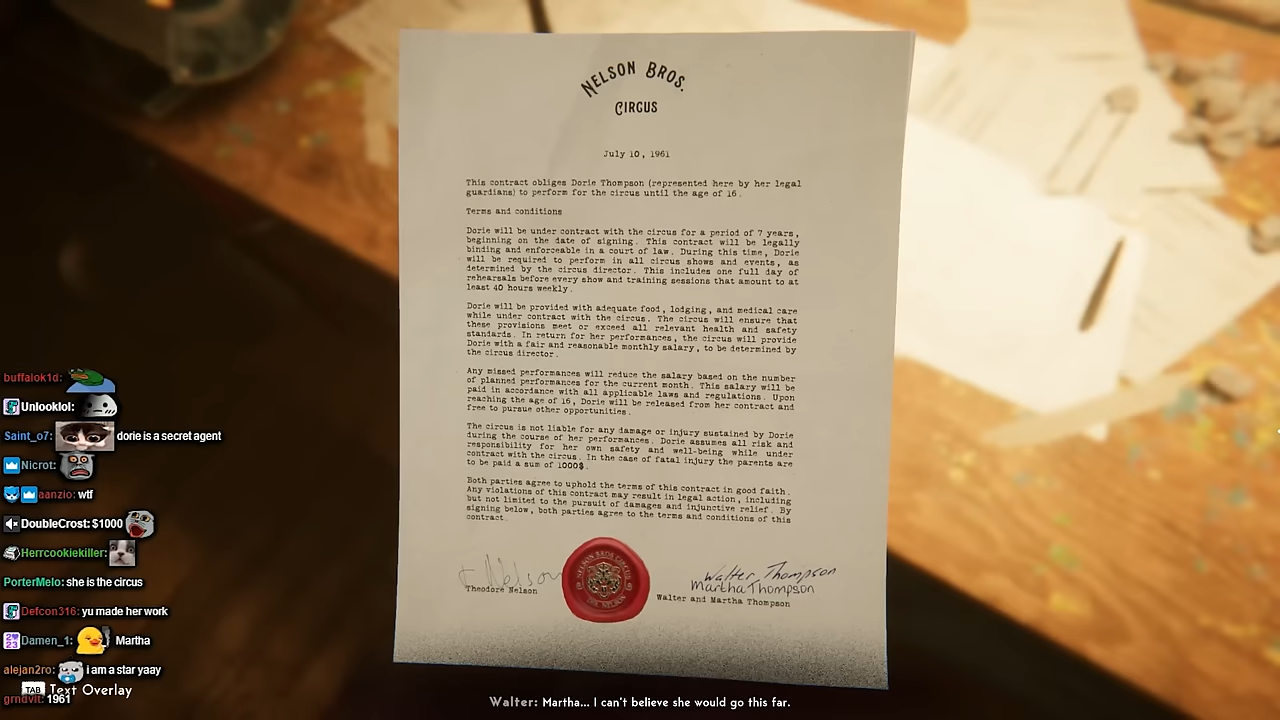 NELSON BROS.
CIRCUS
July 10, 1961
This contract obliges Dorie Thompson (represented here by her legal
guardians) to perform for the circus until the age of 16.
Terms and conditions
Dorie will be under contract with the circus for a period of 7 years,
beginning on the date of signing. This contract will be legally
binding and enforceable in a court of law. During this time, Dorie
will be required to perform in all circus shows and events, as
determined by the circus director. This includes one full day of
rehearsals before every show and training sessions that amount to at
least 40 hours weekly.
Dorie will be provided with adequate food, lodging, and medical care
while under contract with the circus. The circus will ensure that
these provisions meet or exceed all relevant health and safety
standards. In return for her performances, the circus will provide
Dorie with a fair and reasonable monthly salary, to be determined by
the circus director.
Any missed performances will reduce the salary based on the number
of planned performances for the current month. This salary will be
paid in accordance with all applicable laws and regulations. Upon
reaching the age of 16, Dorie will be released from her contract and
free to pursue other opportunities.
The circus is not liable for any damage or injury sustained by Dorie
during the course of her performances. Dorie assumes all risk and
responsibility for her own safety and well-being while under
contract with the circus. In the case of fatal injury the parents are
to be paid a sum of 1000$.
Both parties agree to uphold the terms of this contract in good faith.
Any violations of this contract may result in legal action, including
but not limited to the pursuit of damages and injunctive relief. By
signing below, both parties agree to the terms and conditions of this
contract.
Nelson
Theodore Nelson
NELSON BROS CIRCUS
Walter Thompson
Martha Thompson
Walter and Martha Thompson
buffalok1d:
Unlooklol:
Saint_o7: dorie is a secret agent
Nicrot:
aanzio: wtf
DoubleCrost: $1000
Herrcookiekiller:
PorterMelo: she is the circus
Defcon316: yu made her work
Damen_1: Martha
alejan2ro: i am a star yaay
TAB Text Overlay
grndvlt: 1961
Walter: Martha... I can't believe she would go this far.